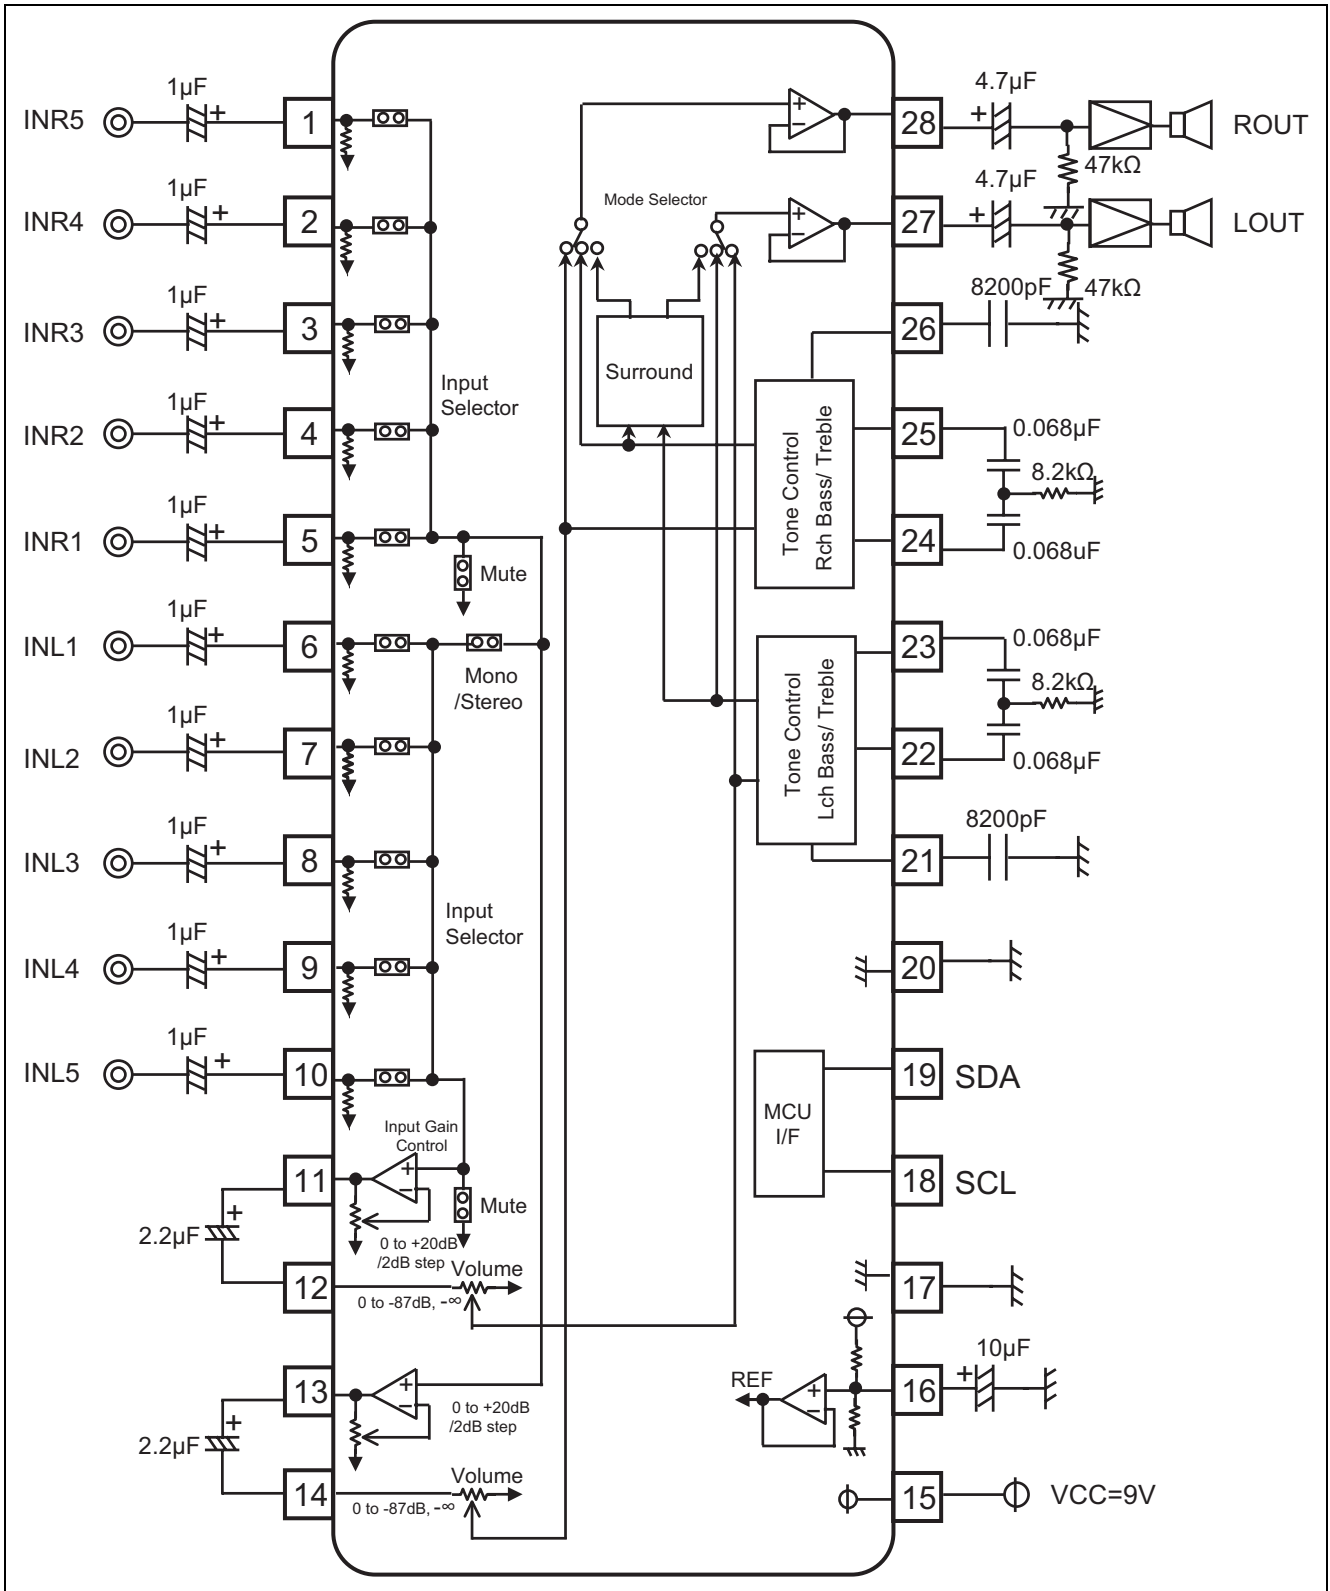 1µF
INR5
+
1
1µF
INR4
+
2
1µF
INR3
+
3
1µF
INR2
+
4
1µF
INR1
+
5
1µF
INL1
+
6
1µF
INL2
+
7
1µF
INL3
+
8
1µF
INL4
+
9
1µF
INL5
+
10
11
+
2.2µF
12
13
+
2.2µF
14
Input
Selector
Mute
Mono
/Stereo
Input
Selector
Input Gain
Control
+
−
Mute
0 to +20dB
/2dB step
Volume
0 to -87dB, -∞
+
−
0 to +20dB
/2dB step
Volume
0 to -87dB, -∞
Mode Selector
+
−
+
−
Surround
Tone Control
Rch Bass/ Treble
Tone Control
Lch Bass/ Treble
MCU
I/F
REF
+
−
28
+
4.7µF
47kΩ
ROUT
27
+
4.7µF
47kΩ
LOUT
26
8200pF
25
0.068µF
8.2kΩ
24
0.068uF
23
0.068µF
8.2kΩ
22
0.068µF
21
8200pF
20
19
SDA
18
SCL
17
16
+
10µF
15
VCC=9V